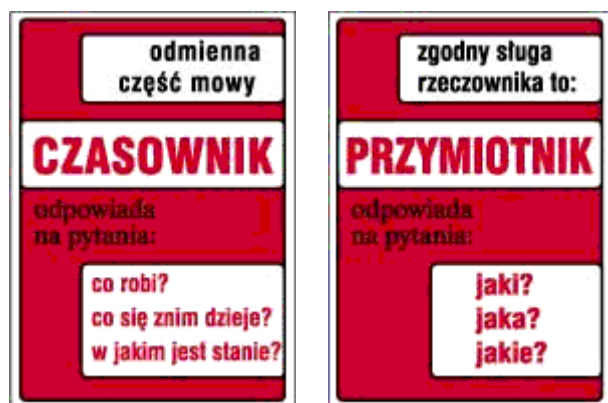 odmienna
część mowy
CZASOWNIK
odpowiada
na pytania:
co robi?
co się znim dzieje?
w jakim jest stanie?
zgodny sługa
rzeczownika to:
PRZYMIOTNIK
odpowiada
na pytania:
jaki?
jaka?
jakie?